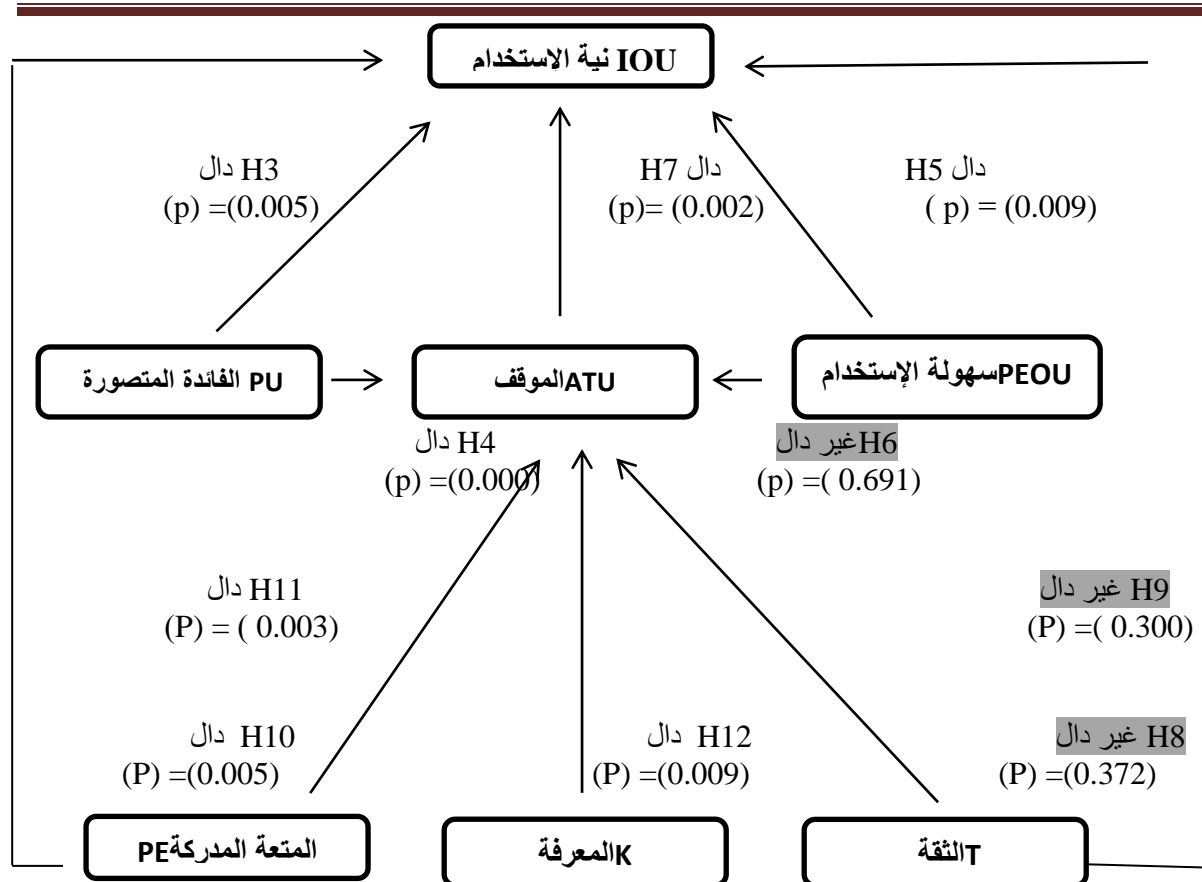 IOU نية الإستخدام
H3 دال
(p) =(0.005)
H7 دال
(p)= (0.002)
H5 دال
( p) = (0.009)
PU الفائدة المتصورة
ATUالموقف
PEOUسهولة الإستخدام
H4 دال
(p) =(0.000)
H6غير دال
(p) =( 0.691)
H11 دال
(P) = ( 0.003)
H9 غير دال
(P) =( 0.300)
H10 دال
(P) =(0.005)
H12 دال
(P) =(0.009)
H8 غير دال
(P) =(0.372)
المتعة المدركةPE
Kالمعرفة
Tالثقة